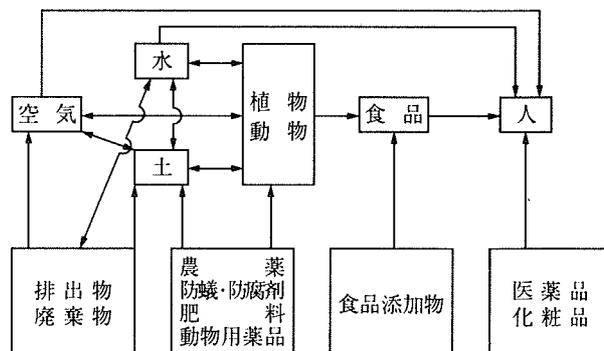 水
空気
植物
動物
食品
人
土
排出物
廃棄物
農薬
防蟻・防腐剤
肥料
動物用薬品
食品添加物
医薬品
化粧品